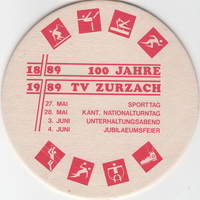 18 89 100 JAHRE
19 89 TV ZURZACH
27. MAI SPORTTAG
28. MAI KANT. NATIONALTURNTAG
3. JUNI UNTERHALTUNGSABEND
4. JUNI JUBILAEUMSFEIER